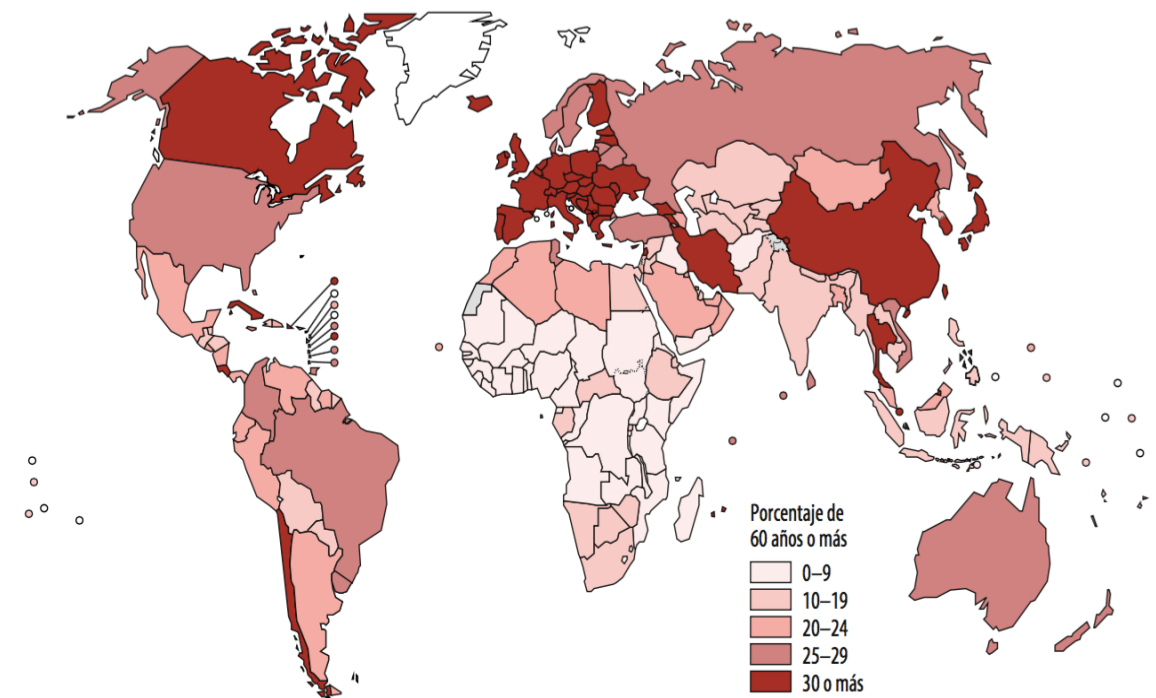 Porcentaje de
60 años o más
0–9
10–19
20–24
25–29
30 o más